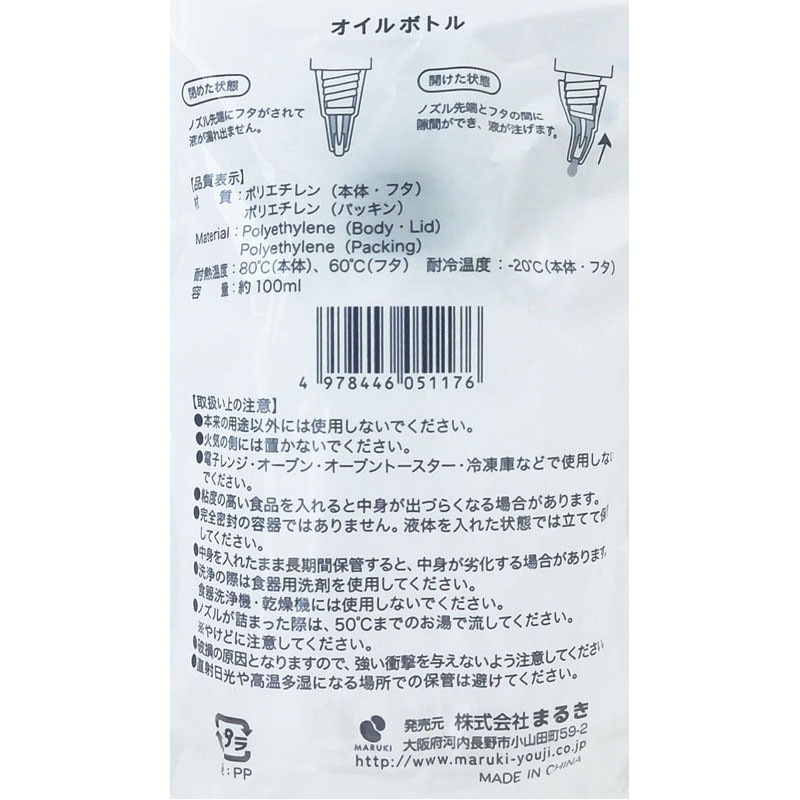 オイルボトル
閉めた状態
ノズル先端にフタがされて
液が漏れ出ません。
開けた状態
ノズル先端とフタの間に
隙間ができ、液が注げます。
【品質表示】
材 質:ポリエチレン(本体・フタ)
ポリエチレン(パッキン)
Material:Polyethylene(Body・Lid)
Polyethylene(Packing)
耐熱温度:80℃(本体)、60℃(フタ) 耐冷温度:-20℃(本体・フタ)
容 量:約100ml
4 978446 051176
【取扱い上の注意】
●本来の用途以外には使用しないでください。
●火気の側には置かないでください。
●電子レンジ・オーブン・オーブントースター・冷凍庫などで使用しない
でください。
●粘度の高い食品を入れると中身が出づらくなる場合があります。
●完全密封の容器ではありません。液体を入れた状態では立てて保
してください。
●中身を入れたまま長期間保管すると、中身が劣化する場合があります。
●洗浄の際は食器用洗剤を使用してください。
食器洗浄機・乾燥機には使用しないでください。
●ノズルが詰まった際は、50℃までのお湯で流してください。
※やけどに注意してください。
●破損の原因となりますので、強い衝撃を与えないよう注意してください
●直射日光や高温多湿になる場所での保管は避けてください。
プラ
ℓ:PP
MARUKI
発売元 株式会社まるき
大阪府河内長野市小山田町59-2
http://www.maruki-youji.co.jp
MADE IN CHINA